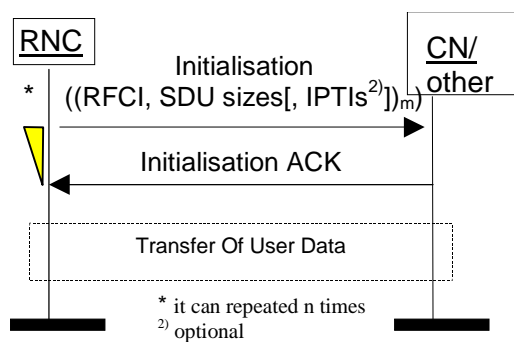 RNC
CN/
other
*
Initialisation
((RFCI, SDU sizes[, IPTIs2)])m)
Initialisation ACK
Transfer Of User Data
* it can repeated n times
2) optional